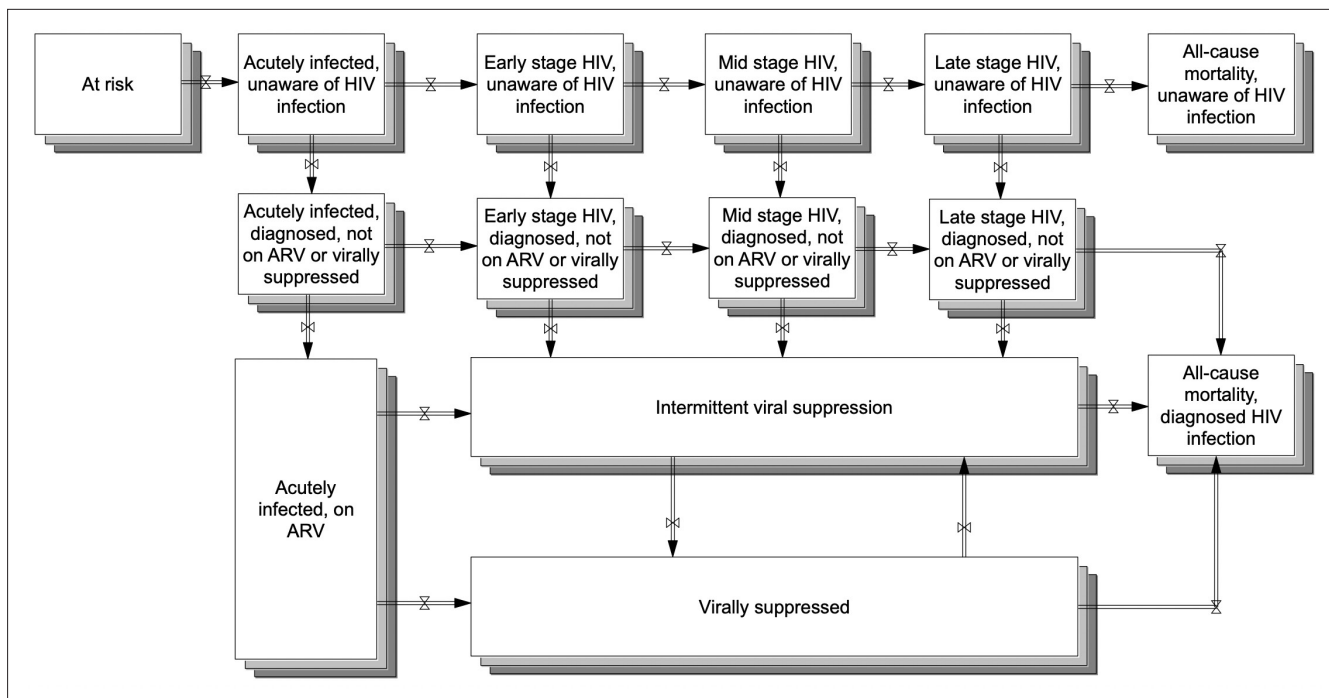 At risk
Acutely infected,
unaware of HIV
infection
Early stage HIV,
unaware of HIV
infection
Mid stage HIV,
unaware of HIV
infection
Late stage HIV,
unaware of HIV
infection
All-cause
mortality,
unaware of HIV
infection
Acutely infected,
diagnosed, not
on ARV or virally
suppressed
Early stage HIV,
diagnosed, not
on ARV or virally
suppressed
Mid stage HIV,
diagnosed, not
on ARV or virally
suppressed
Late stage HIV,
diagnosed, not
on ARV or virally
suppressed
Acutely
infected, on
ARV
Intermittent viral suppression
All-cause
mortality,
diagnosed HIV
infection
Virally suppressed